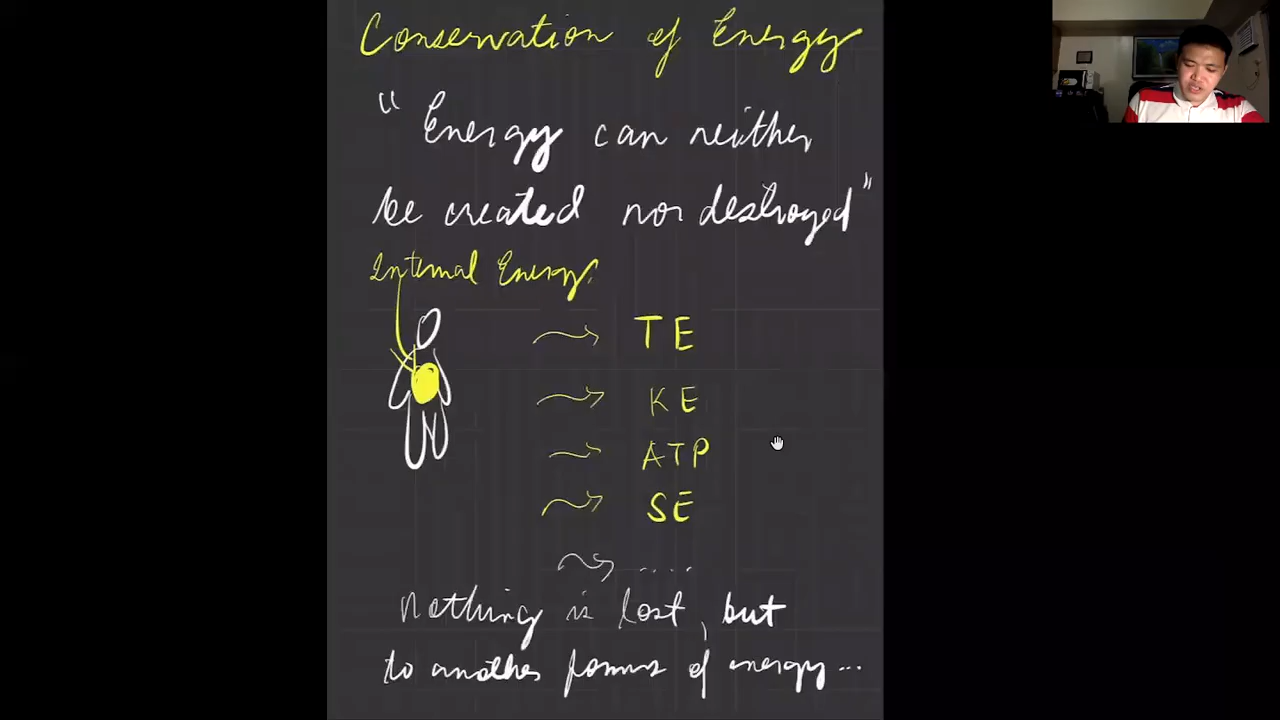 Conservation of Energy
"Energy can neither
be created nor destroyed"
Internal Energy.
TE
KE
ATP
SE
....
Nothing is lost, but
to another forms of energy...